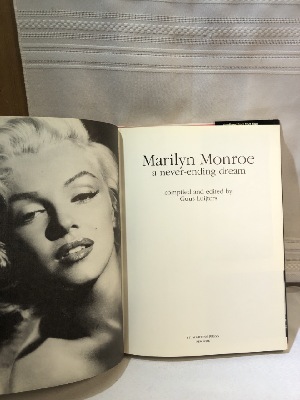 Marilyn Monroe
a never-ending dream
compiled and edited by
Guus Luijters